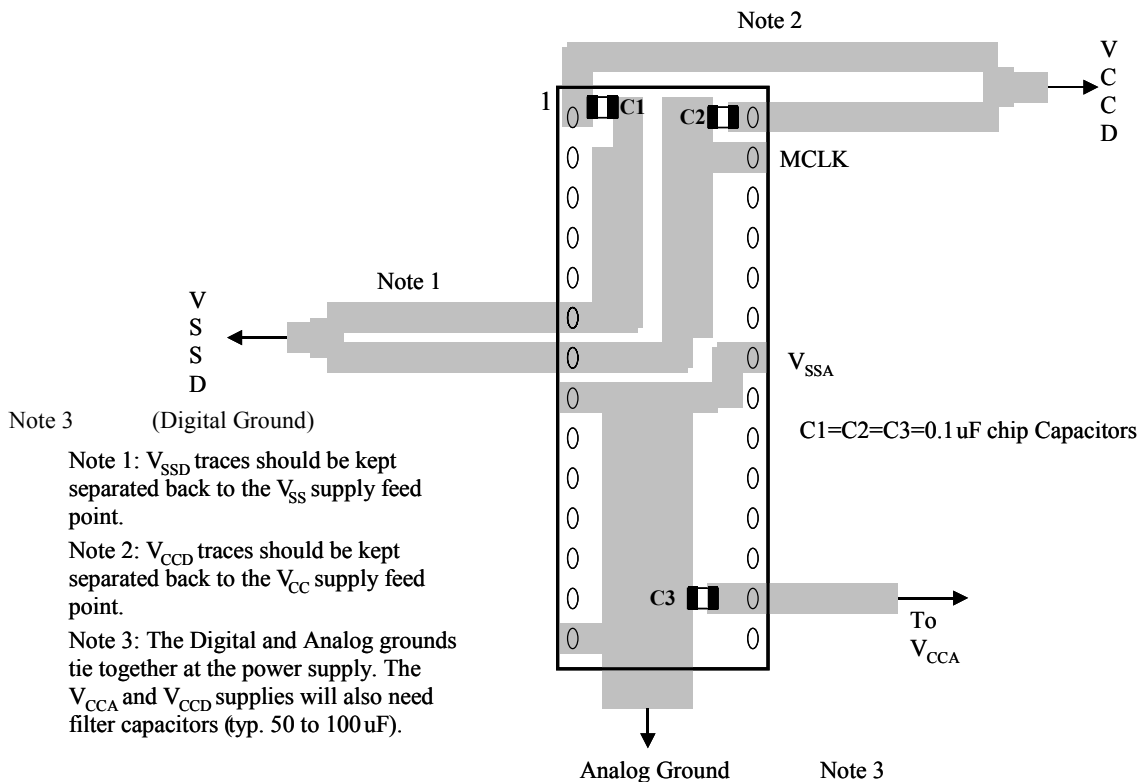 Note 2
V
C
C
D
1
C1
C2
MCLK
Note 1
V
S
S
D
V_SSA
Note 3 (Digital Ground)
C1=C2=C3=0.1 uF chip Capacitors
Note 1: V_SSD traces should be kept
separated back to the V_SS supply feed
point.
Note 2: V_CCD traces should be kept
separated back to the V_CC supply feed
point.
Note 3: The Digital and Analog grounds
tie together at the power supply. The
V_CCA and V_CCD supplies will also need
filter capacitors (typ. 50 to 100 uF).
C3
To
V_CCA
Analog Ground Note 3